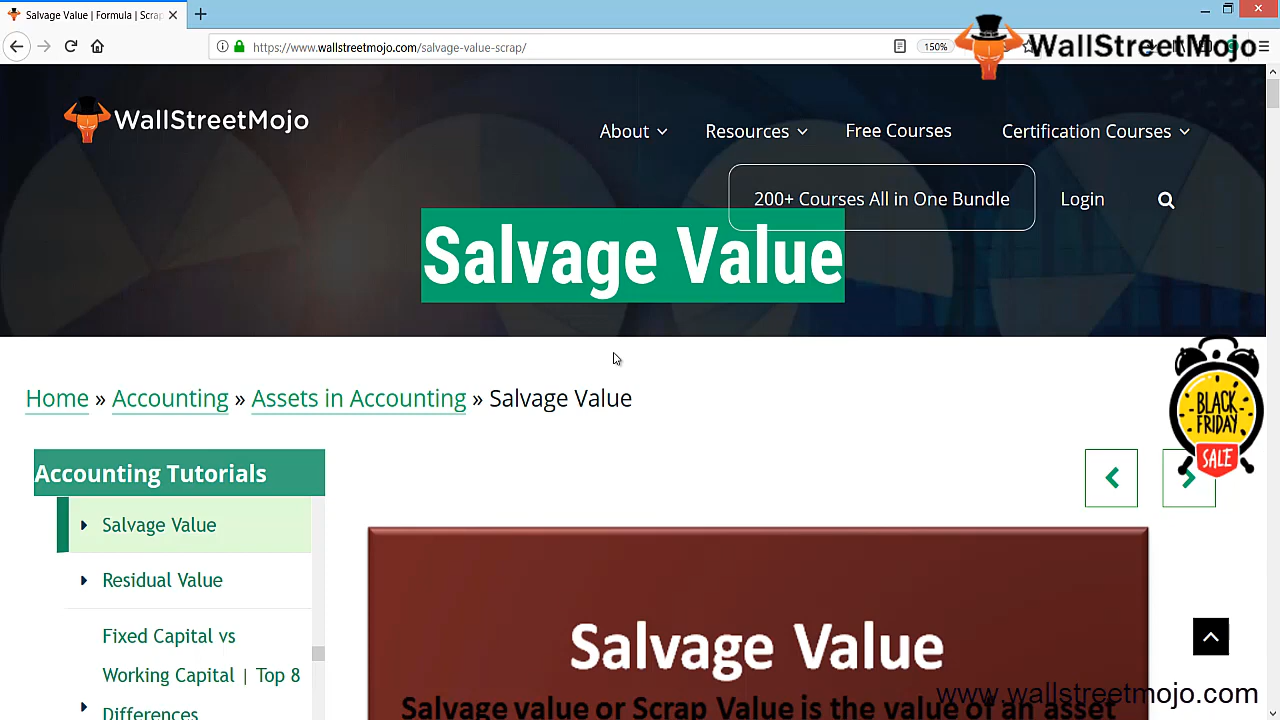 Salvage Value | Formula | Scrap
https://www.wallstreetmojo.com/salvage-value-scrap/
150%
WallStreetMojo
WallStreetMojo
About
Resources
Free Courses
Certification Courses
200+ Courses All in One Bundle
Login
Salvage Value
Home » Accounting » Assets in Accounting » Salvage Value
BLACK
FRIDAY
SALE
Accounting Tutorials
Salvage Value
Residual Value
Fixed Capital vs
Working Capital | Top 8
Differences
Salvage Value
Salvage value or Scrap Value is the value of an asset
www.wallstreetmojo.com